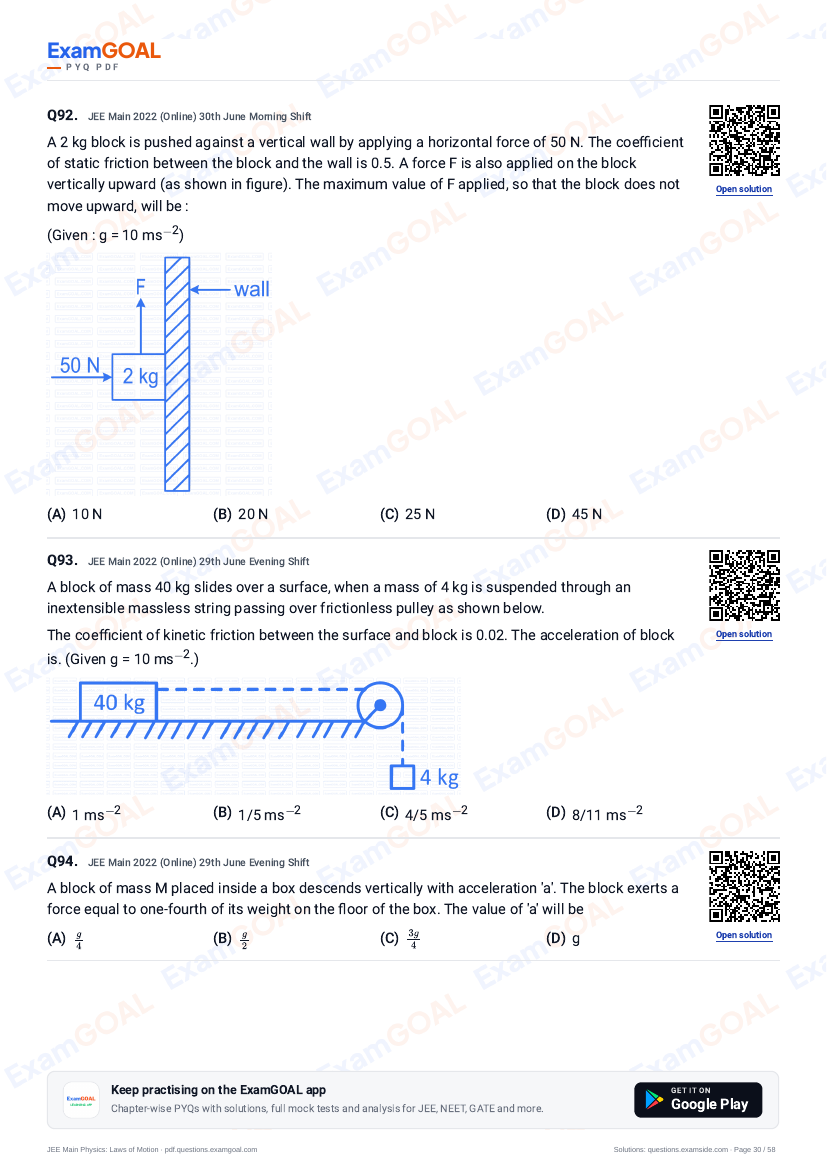 ExamGOAL
PYQ PDF
Q92. JEE Main 2022 (Online) 30th June Morning Shift
A 2 kg block is pushed against a vertical wall by applying a horizontal force of 50 N. The coefficient
of static friction between the block and the wall is 0.5. A force F is also applied on the block
vertically upward (as shown in figure). The maximum value of F applied, so that the block does not
move upward, will be :
(Given : g = 10 ms⁻²)
Open solution
F
wall
50 N
2 kg
(A) 10 N (B) 20 N (C) 25 N (D) 45 N
Q93. JEE Main 2022 (Online) 29th June Evening Shift
A block of mass 40 kg slides over a surface, when a mass of 4 kg is suspended through an
inextensible massless string passing over frictionless pulley as shown below.
The coefficient of kinetic friction between the surface and block is 0.02. The acceleration of block
is. (Given g = 10 ms⁻².)
Open solution
40 kg
4 kg
(A) 1 ms⁻² (B) 1/5 ms⁻² (C) 4/5 ms⁻² (D) 8/11 ms⁻²
Q94. JEE Main 2022 (Online) 29th June Evening Shift
A block of mass M placed inside a box descends vertically with acceleration 'a'. The block exerts a
force equal to one-fourth of its weight on the floor of the box. The value of 'a' will be
(A) g/4 (B) g/2 (C) 3g/4 (D) g
Open solution
ExamGOAL
Keep practising on the ExamGOAL app
Chapter-wise PYQs with solutions, full mock tests and analysis for JEE, NEET, GATE and more.
GET IT ON
Google Play
JEE Main Physics: Laws of Motion · pdf.questions.examgoal.com
Solutions: questions.examside.com · Page 30 / 58